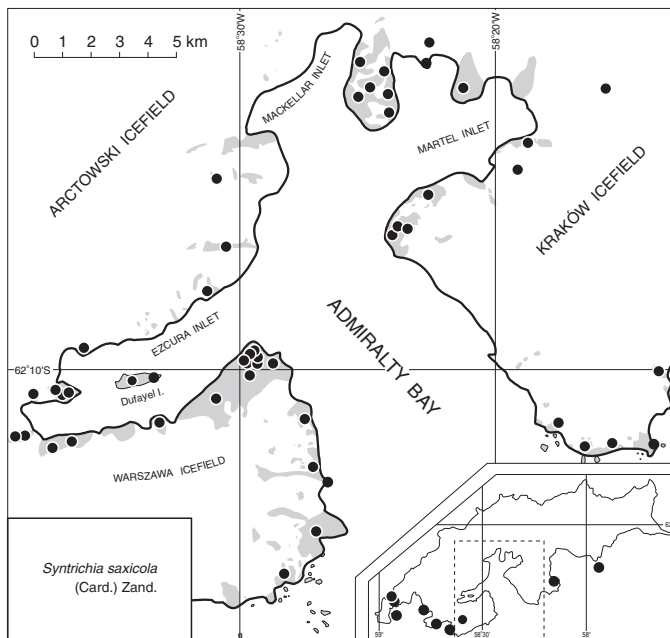 58°30'W
58°20'W
0 1 2 3 4 5 km
MACKELLAR INLET
MARTEL INLET
ARCTOWSKI ICEFIELD
KRAKÓW ICEFIELD
ADMIRALTY BAY
EZCURA INLET
62°10'S
Dufayel I.
WARSZAWA ICEFIELD
Syntrichia saxicola
(Card.) Zand.
62
59°
58°30
58°